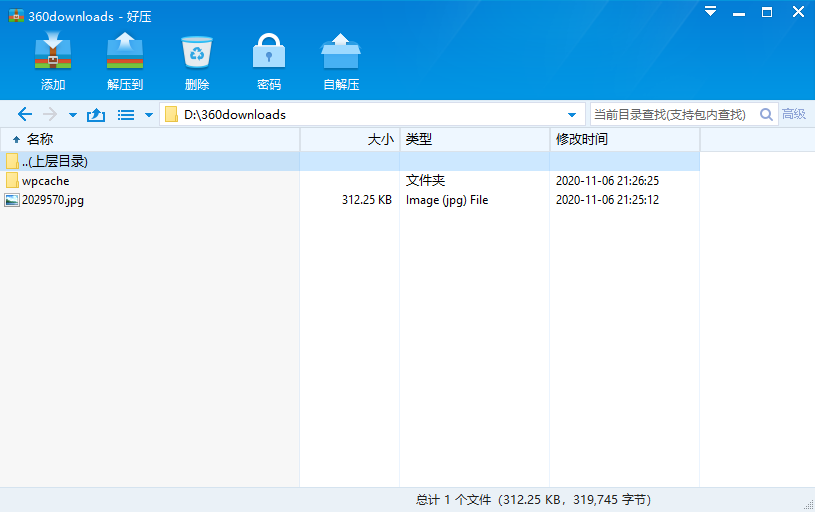 360downloads - 好压
添加 解压到 删除 密码 自解压
D:\360downloads 当前目录查找(支持包内查找) 高级
名称 大小 类型 修改时间
..(上层目录)
wpcache 文件夹 2020-11-06 21:26:25
2029570.jpg 312.25 KB Image (jpg) File 2020-11-06 21:25:12
总计 1 个文件（312.25 KB，319,745 字节）